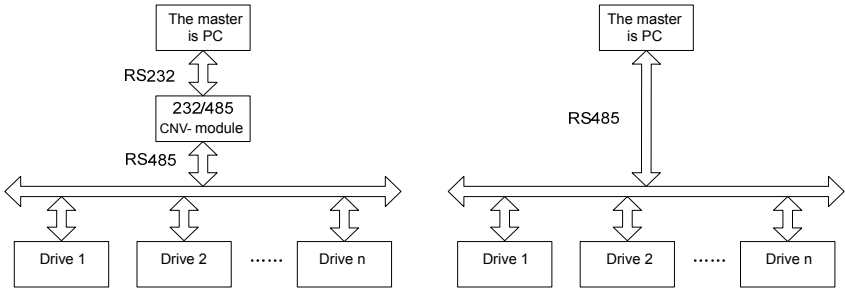 The master
is PC
RS232
232/485
CNV- module
RS485
Drive 1
Drive 2
......
Drive n
The master
is PC
RS485
Drive 1
Drive 2
......
Drive n